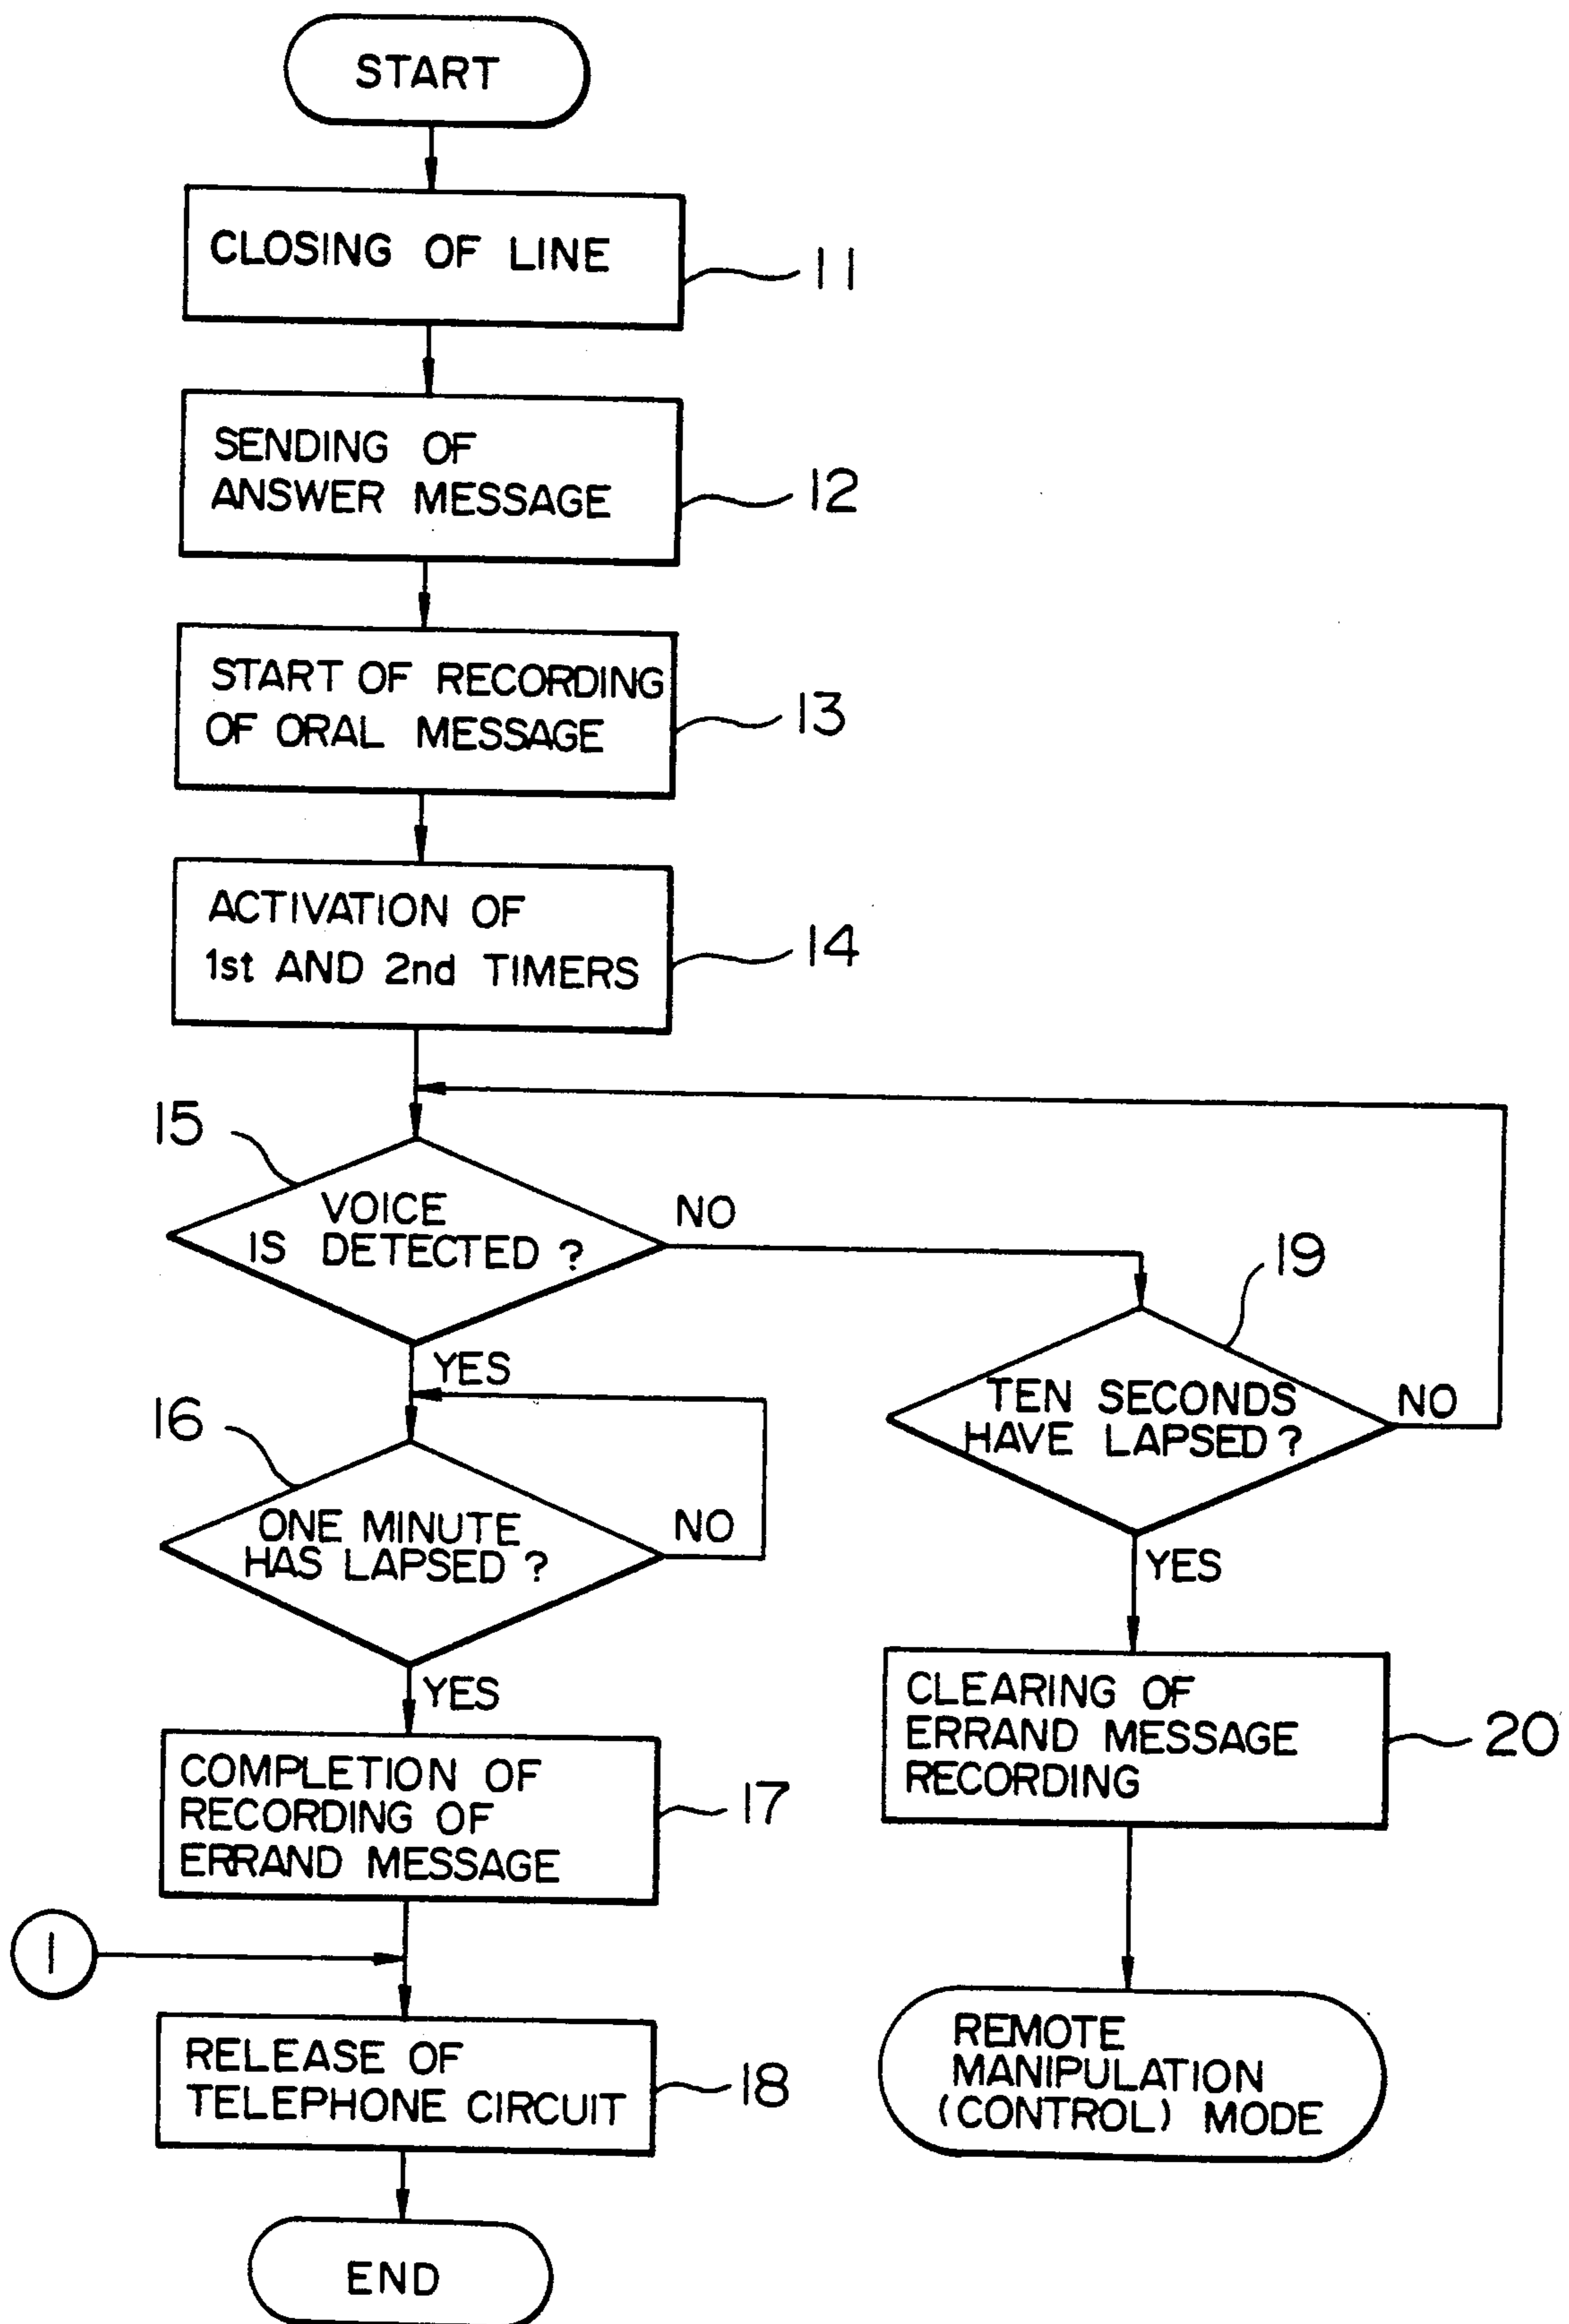 START
CLOSING OF LINE
11
SENDING OF
ANSWER MESSAGE
12
START OF RECORDING
OF ORAL MESSAGE
13
ACTIVATION OF
1st AND 2nd TIMERS
14
15
VOICE
IS DETECTED ?
NO
YES
19
TEN SECONDS
HAVE LAPSED ?
NO
YES
16
ONE MINUTE
HAS LAPSED ?
NO
YES
COMPLETION OF
RECORDING OF
ERRAND MESSAGE
17
CLEARING OF
ERRAND MESSAGE
RECORDING
20
1
RELEASE OF
TELEPHONE CIRCUIT
18
REMOTE
MANIPULATION
(CONTROL) MODE
END